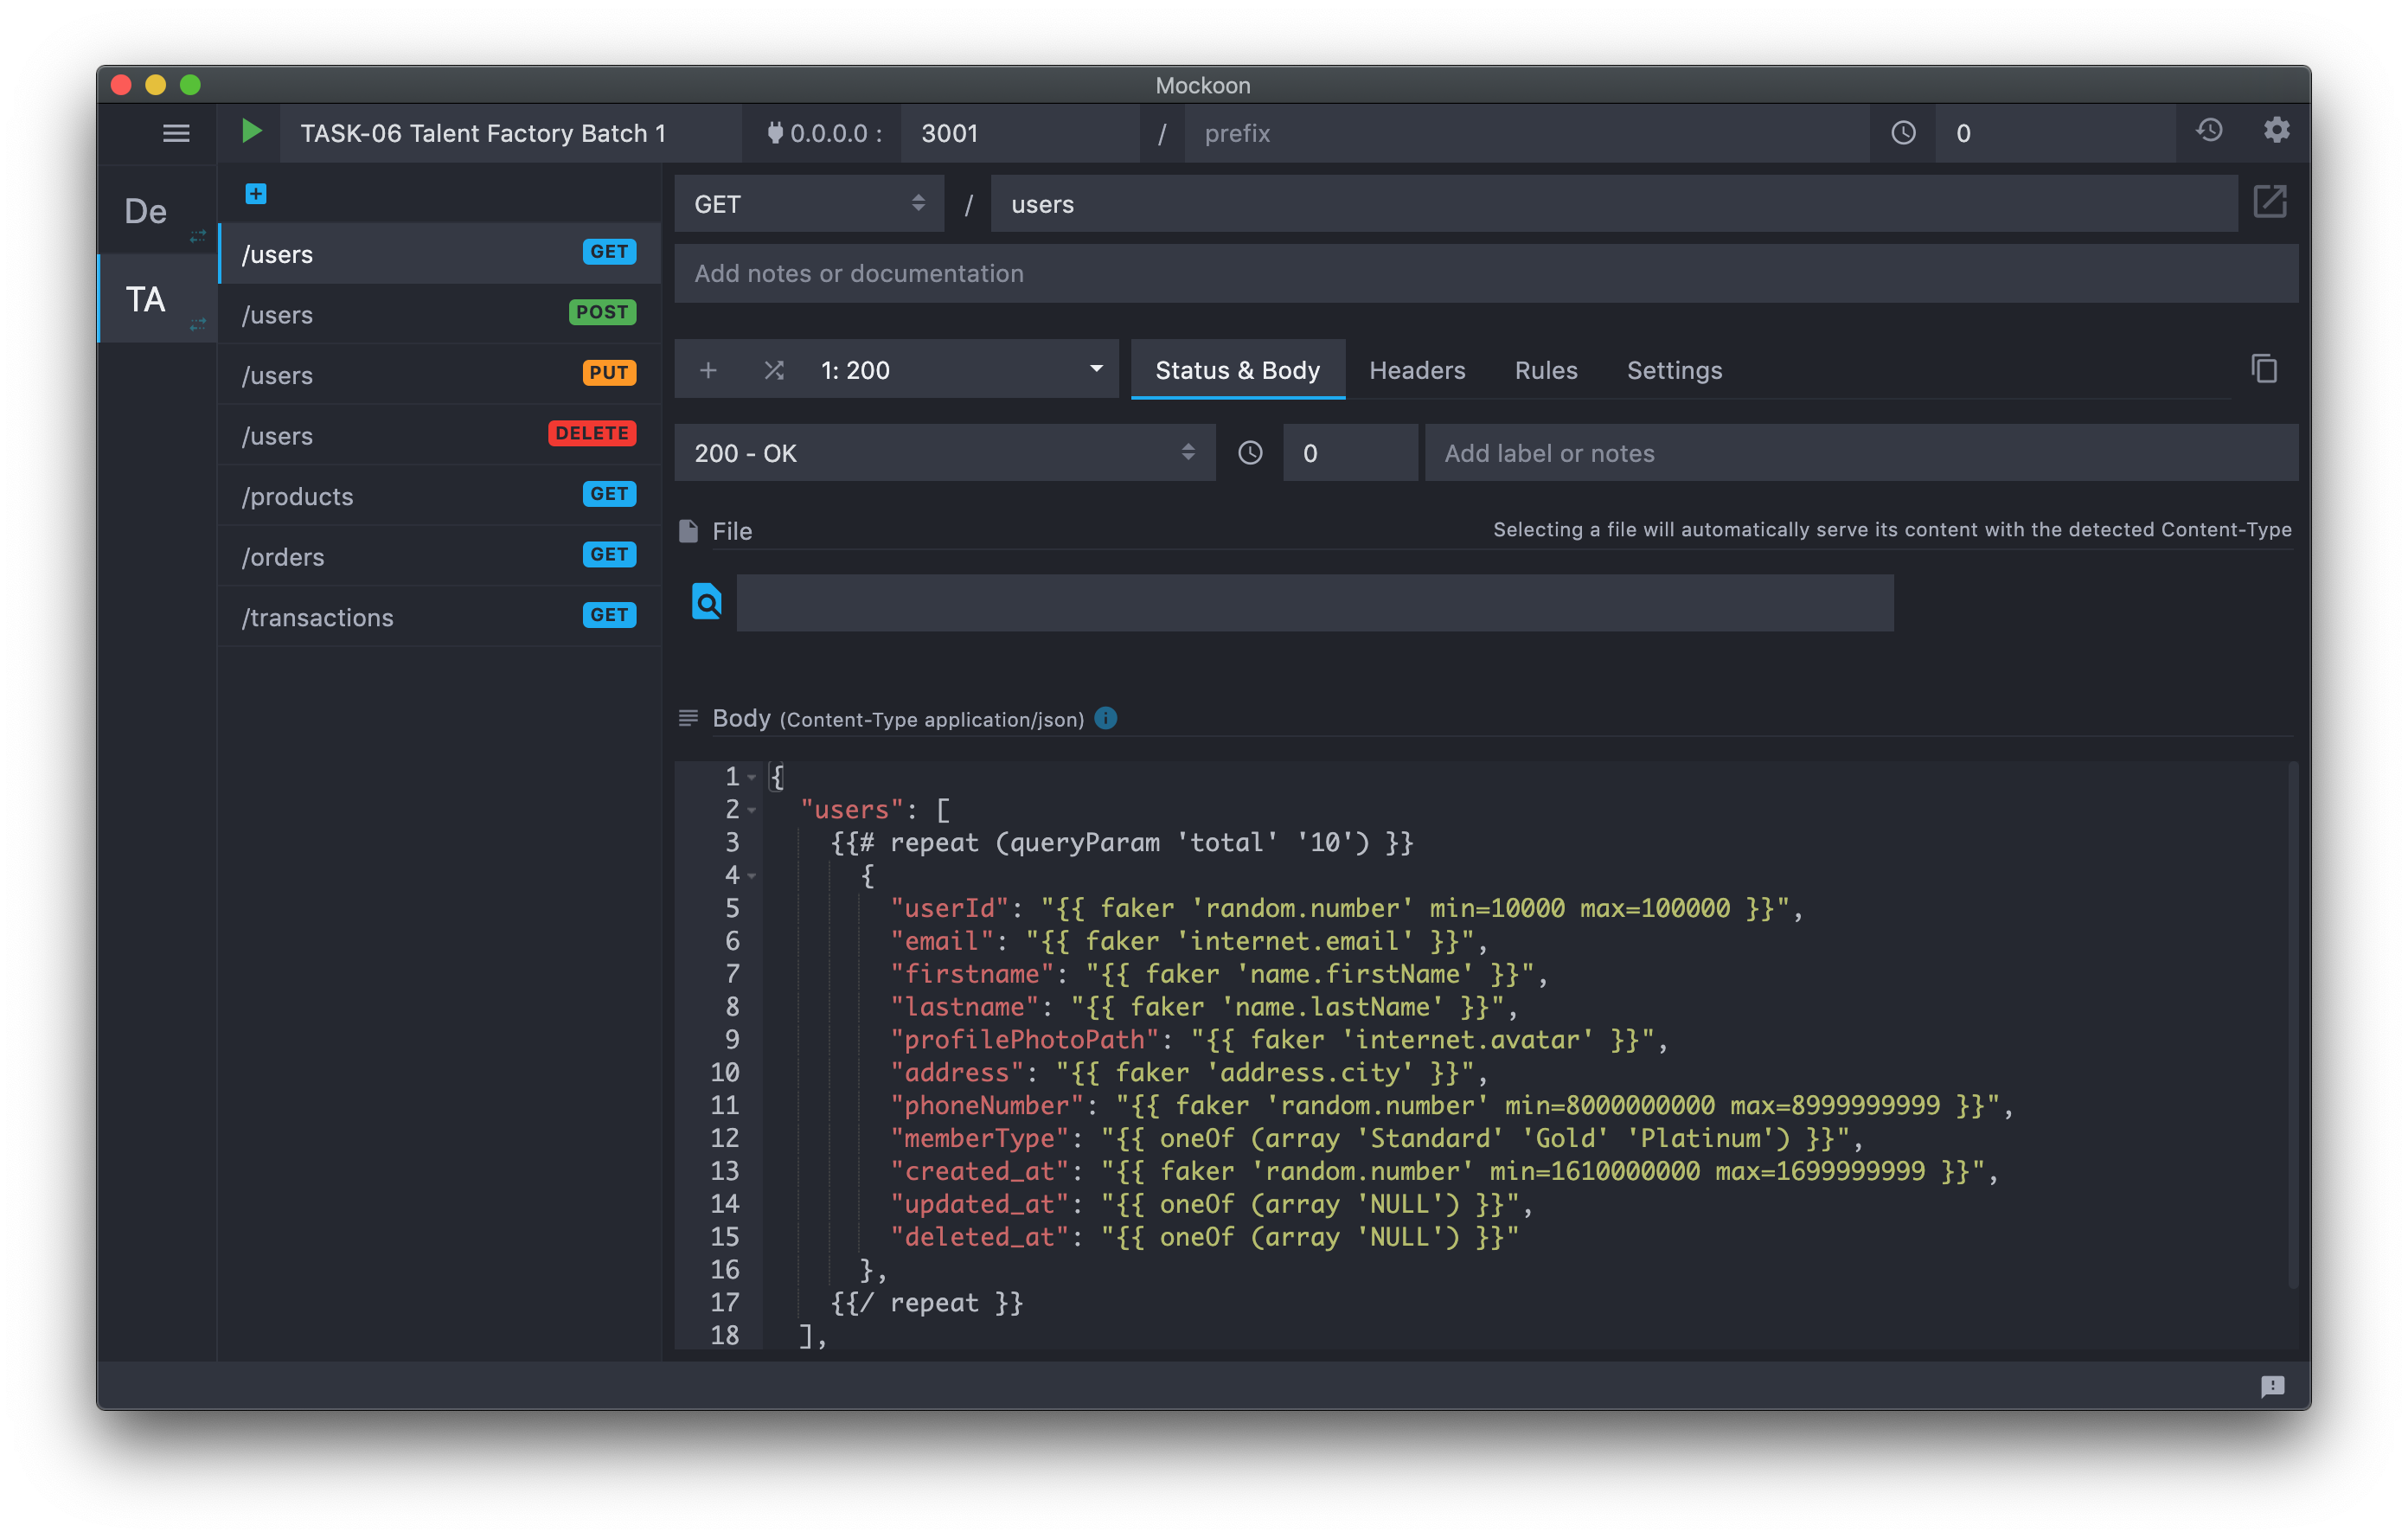 Mockoon
TASK-06 Talent Factory Batch 1 0.0.0.0 : 3001 / prefix 0
De
TA
/users GET
/users POST
/users PUT
/users DELETE
/products GET
/orders GET
/transactions GET
GET / users
Add notes or documentation
1: 200 Status & Body Headers Rules Settings
200 - OK 0 Add label or notes
File Selecting a file will automatically serve its content with the detected Content-Type
Body (Content-Type application/json)
1 {
2 "users": [
3 {{# repeat (queryParam 'total' '10') }}
4 {
5 "userId": "{{ faker 'random.number' min=10000 max=100000 }}",
6 "email": "{{ faker 'internet.email' }}",
7 "firstname": "{{ faker 'name.firstName' }}",
8 "lastname": "{{ faker 'name.lastName' }}",
9 "profilePhotoPath": "{{ faker 'internet.avatar' }}",
10 "address": "{{ faker 'address.city' }}",
11 "phoneNumber": "{{ faker 'random.number' min=8000000000 max=8999999999 }}",
12 "memberType": "{{ oneOf (array 'Standard' 'Gold' 'Platinum') }}",
13 "created_at": "{{ faker 'random.number' min=1610000000 max=1699999999 }}",
14 "updated_at": "{{ oneOf (array 'NULL') }}",
15 "deleted_at": "{{ oneOf (array 'NULL') }}"
16 },
17 {{/ repeat }}
18 ],